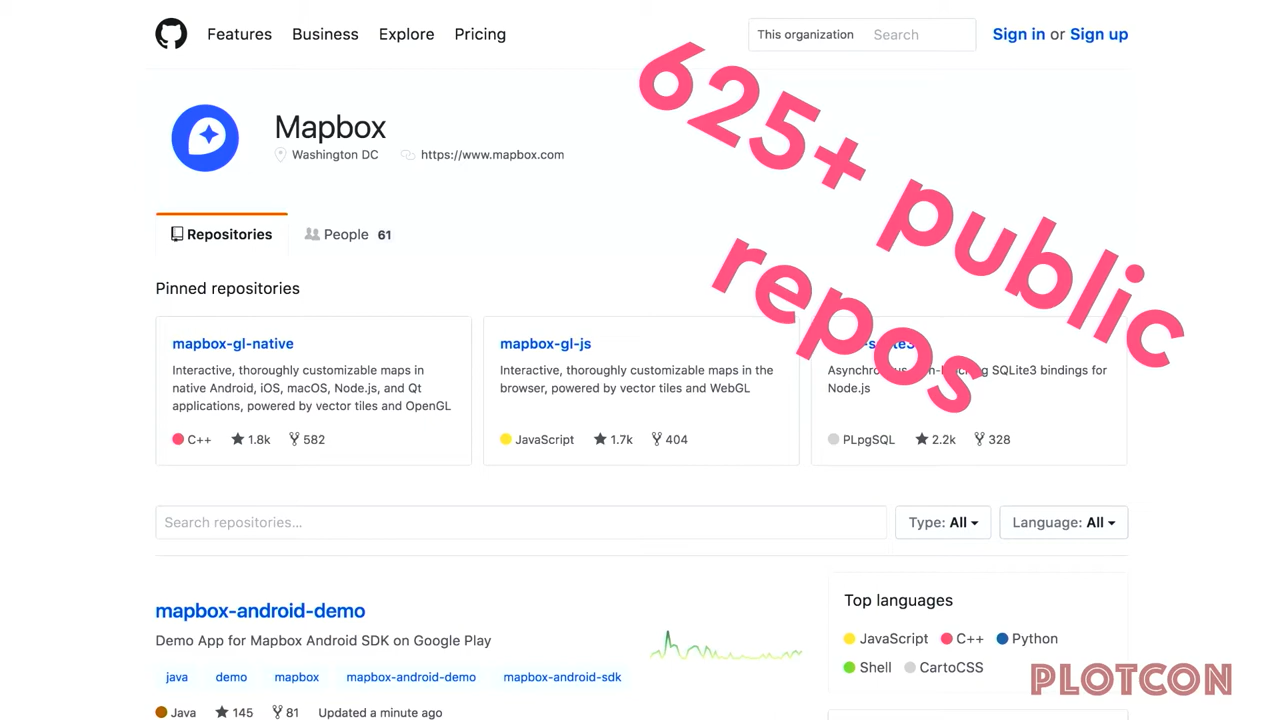 Features Business Explore Pricing This organization Search Sign in or Sign up
625+ public
repos
Mapbox
Washington DC https://www.mapbox.com
Repositories People 61
Pinned repositories
mapbox-gl-native
Interactive, thoroughly customizable maps in
native Android, iOS, macOS, Node.js, and Qt
applications, powered by vector tiles and OpenGL
C++ 1.8k 582
mapbox-gl-js
Interactive, thoroughly customizable maps in the
browser, powered by vector tiles and WebGL
JavaScript 1.7k 404
SQLite3 bindings for
Node.js
PLpgSQL 2.2k 328
Search repositories...
Type: All Language: All
mapbox-android-demo
Demo App for Mapbox Android SDK on Google Play
java demo mapbox mapbox-android-demo mapbox-android-sdk
Java 145 81 Updated a minute ago
Top languages
JavaScript C++ Python
Shell CartoCSS
PLOTCON